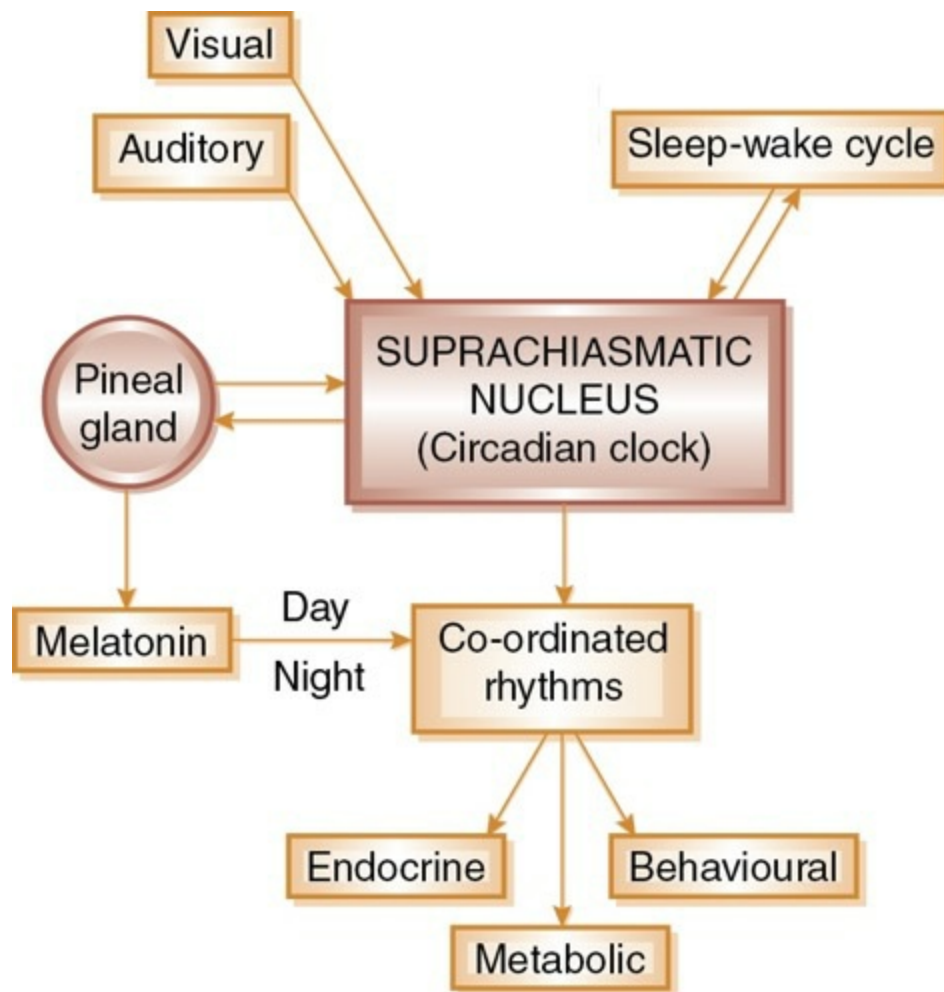 Visual
Auditory
Sleep-wake cycle
SUPRACHIASMATIC
NUCLEUS
(Circadian clock)
Pineal
gland
Melatonin
Day
Night
Co-ordinated
rhythms
Endocrine
Behavioural
Metabolic